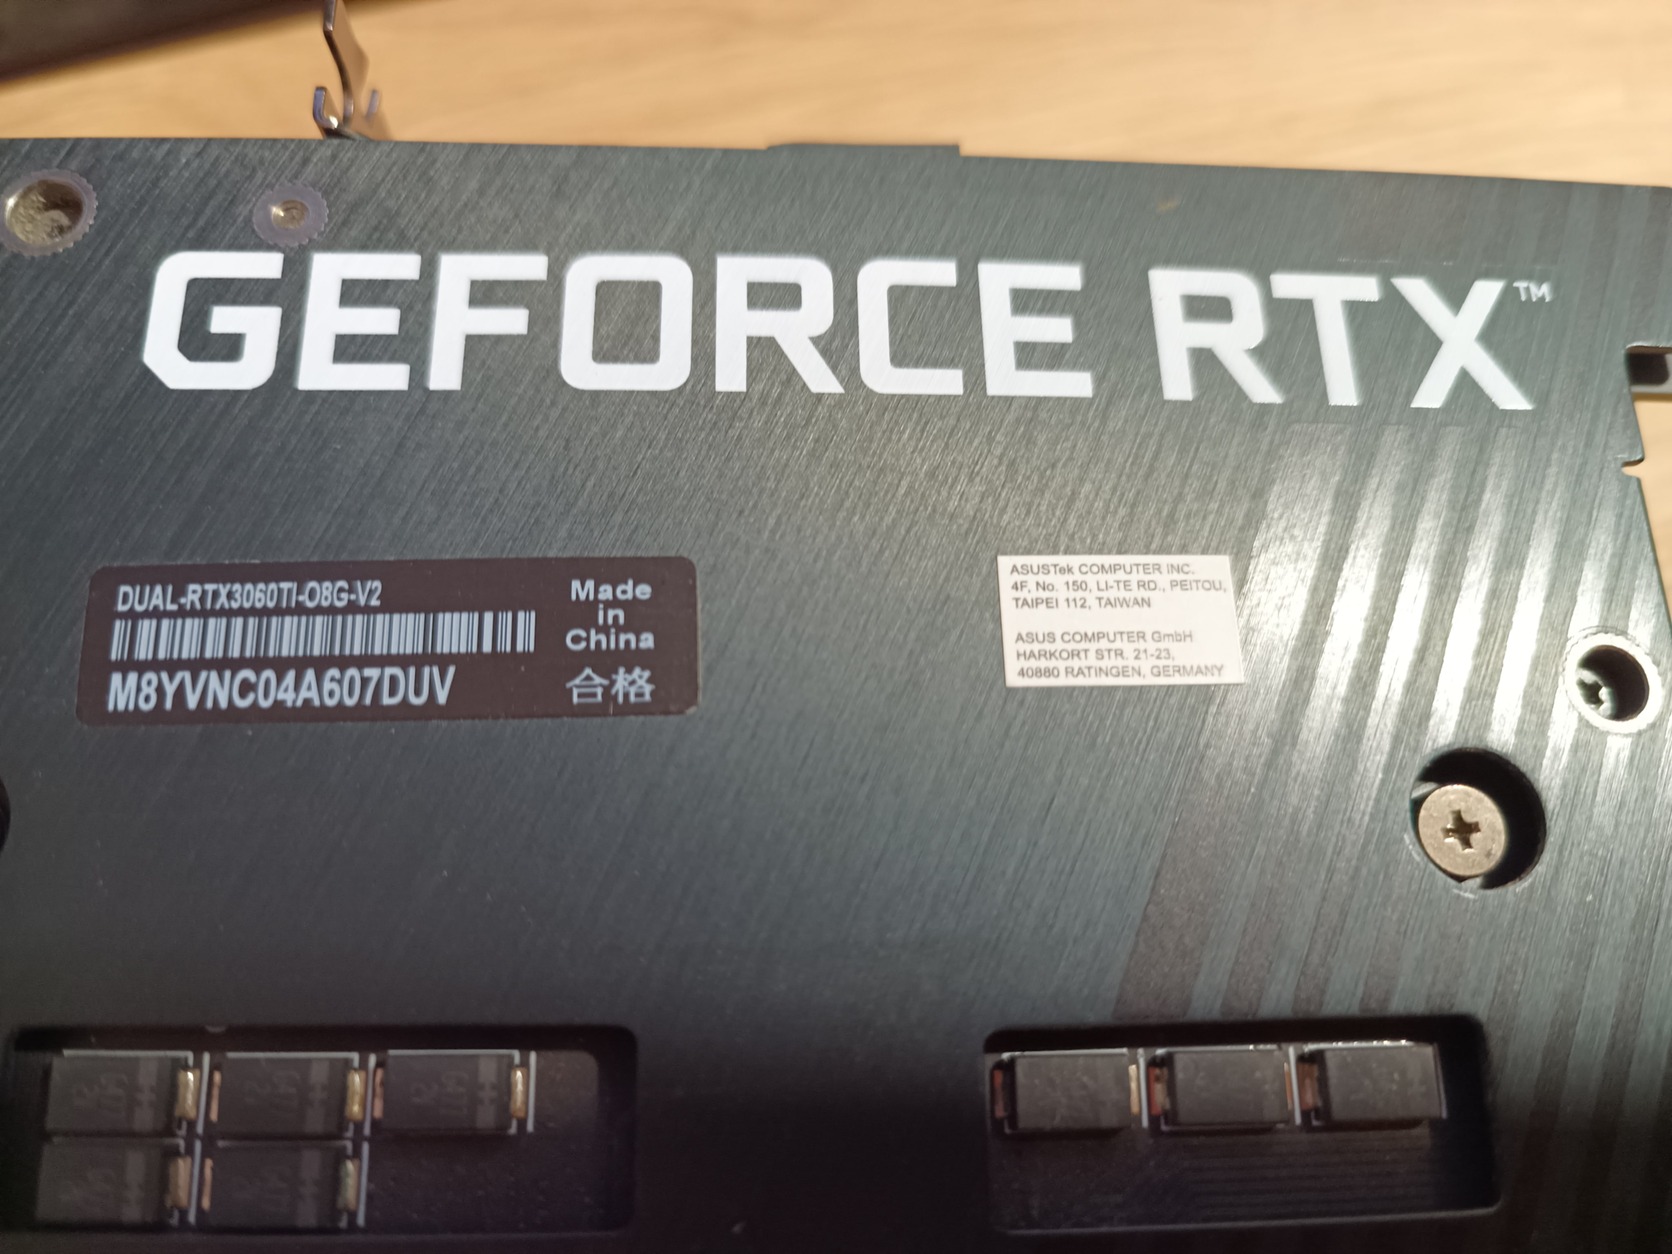 GEFORCE RTX™
DUAL-RTX3060TI-O8G-V2
M8YVNC04A607DUV
Made
in
China
合格
ASUSTek COMPUTER INC.
4F, No. 150, LI-TE RD., PEITOU,
TAIPEI 112, TAIWAN
ASUS COMPUTER GmbH
HARKORT STR. 21-23,
40880 RATINGEN, GERMANY